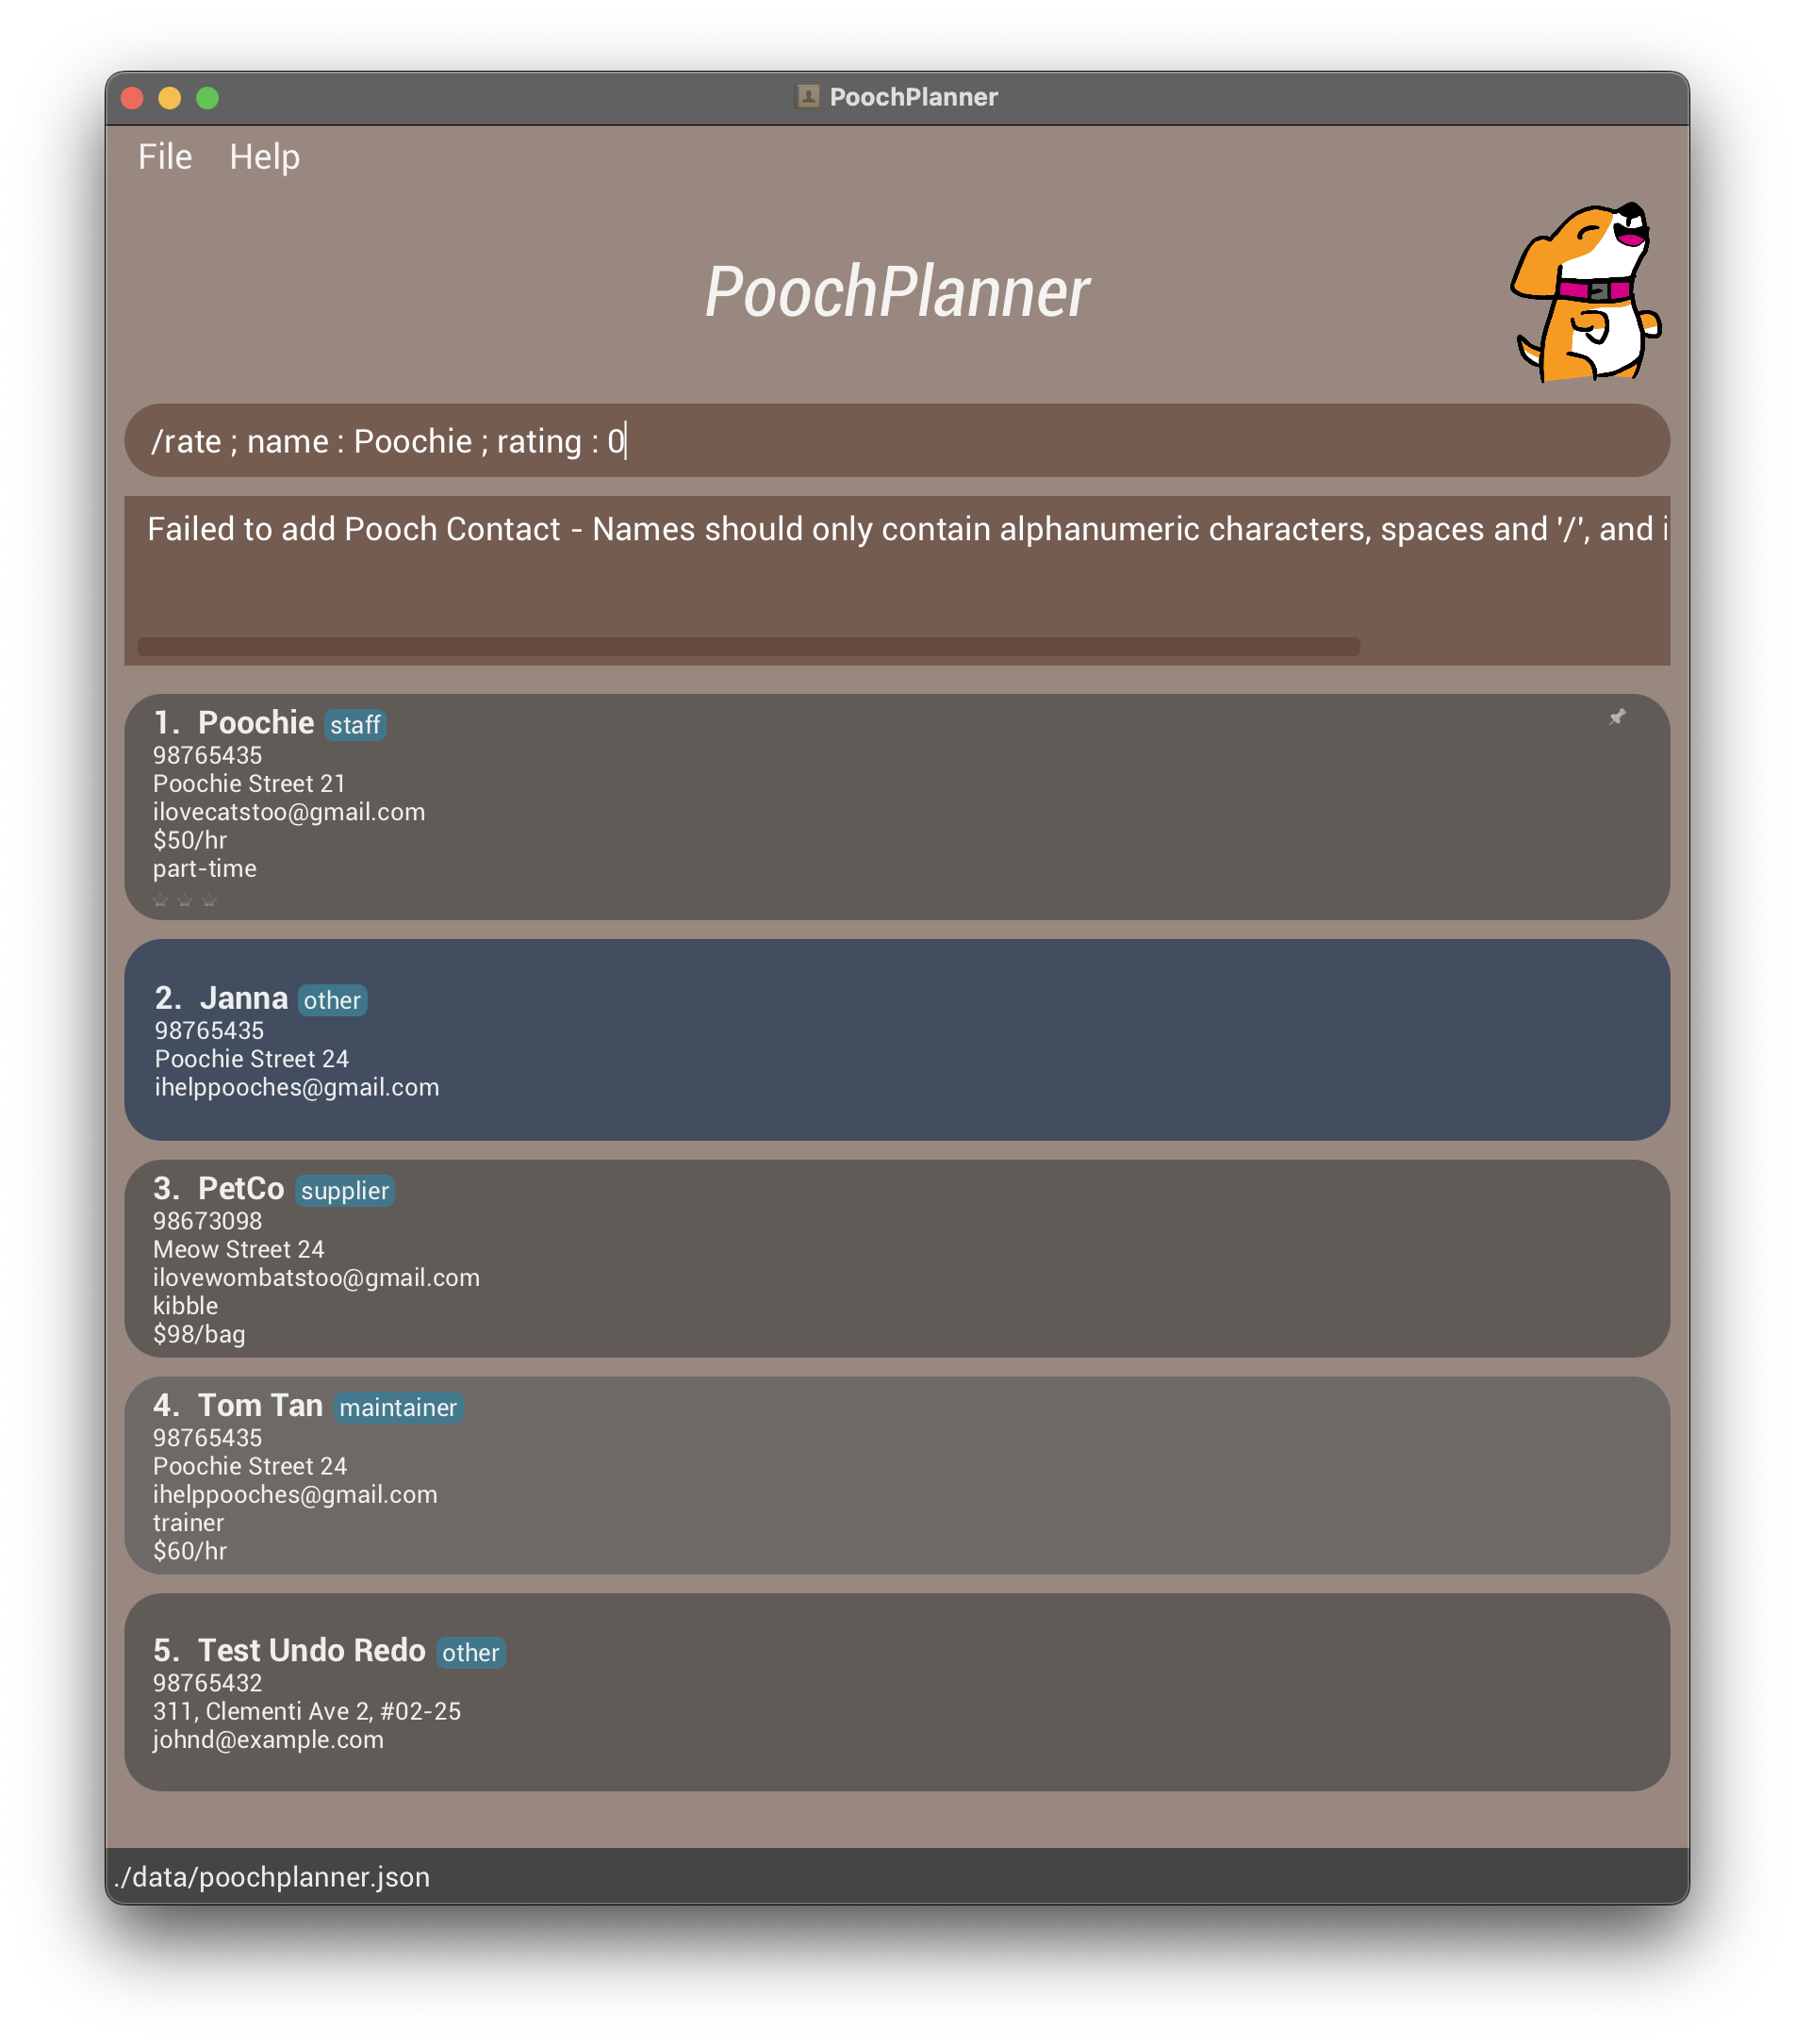 PoochPlanner
File Help
PoochPlanner
/rate ; name : Poochie ; rating : 0
Failed to add Pooch Contact - Names should only contain alphanumeric characters, spaces and '/', and i
1. Poochie staff
98765435
Poochie Street 21
ilovecatstoo@gmail.com
$50/hr
part-time
2. Janna other
98765435
Poochie Street 24
ihelppooches@gmail.com
3. PetCo supplier
98673098
Meow Street 24
ilovewombatstoo@gmail.com
kibble
$98/bag
4. Tom Tan maintainer
98765435
Poochie Street 24
ihelppooches@gmail.com
trainer
$60/hr
5. Test Undo Redo other
98765432
311, Clementi Ave 2, #02-25
johnd@example.com
./data/poochplanner.json